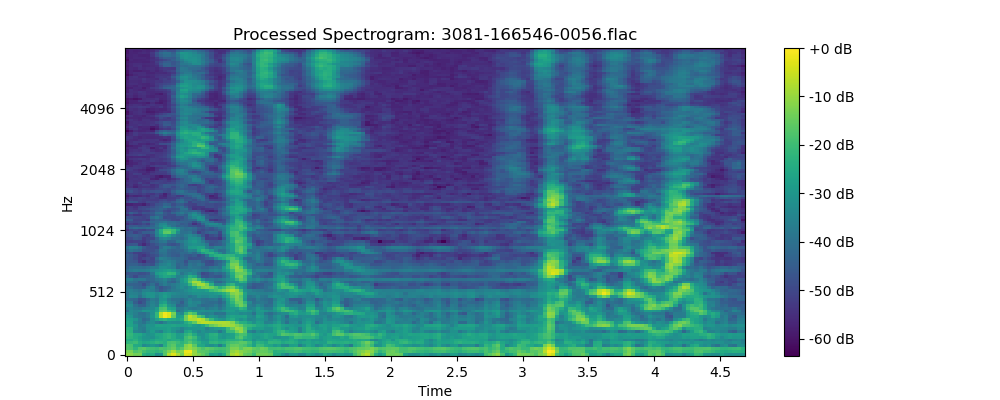 Processed Spectrogram: 3081-166546-0056.flac
Hz
4096
2048
1024
512
0
0 0.5 1 1.5 2 2.5 3 3.5 4 4.5
Time
+0 dB
-10 dB
-20 dB
-30 dB
-40 dB
-50 dB
-60 dB